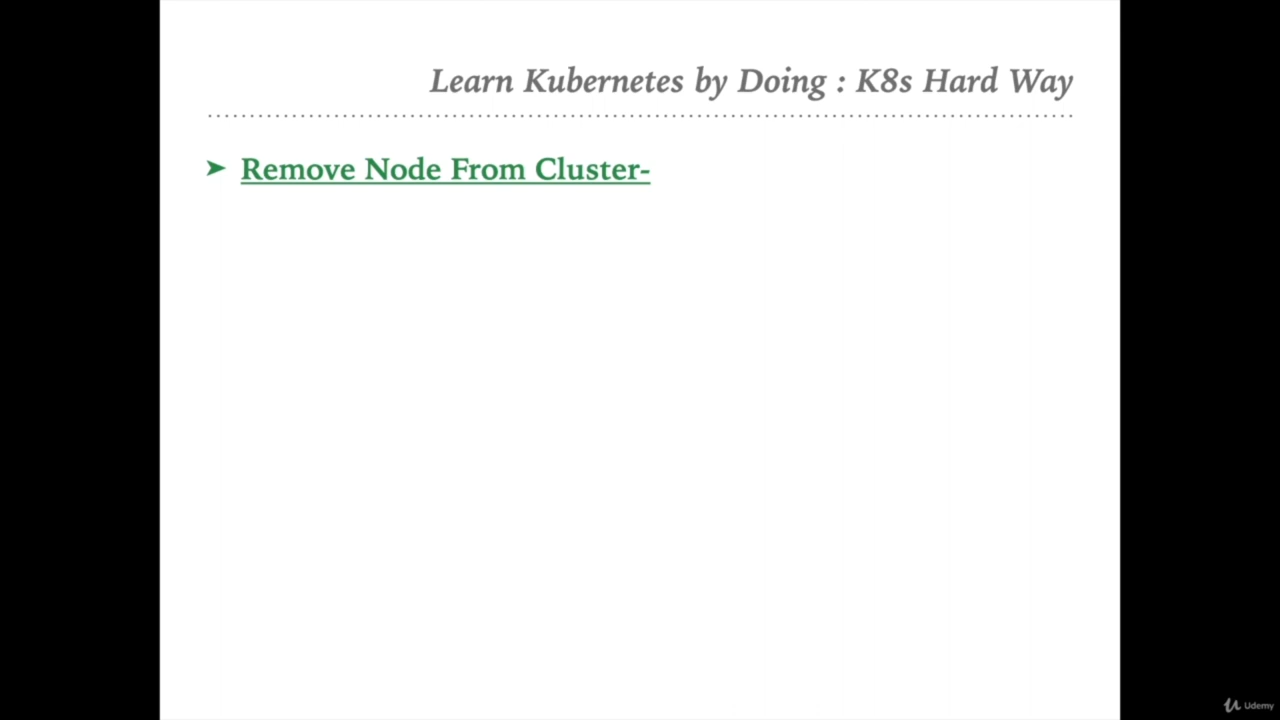 Learn Kubernetes by Doing : K8s Hard Way
➤ Remove Node From Cluster-
Udemy